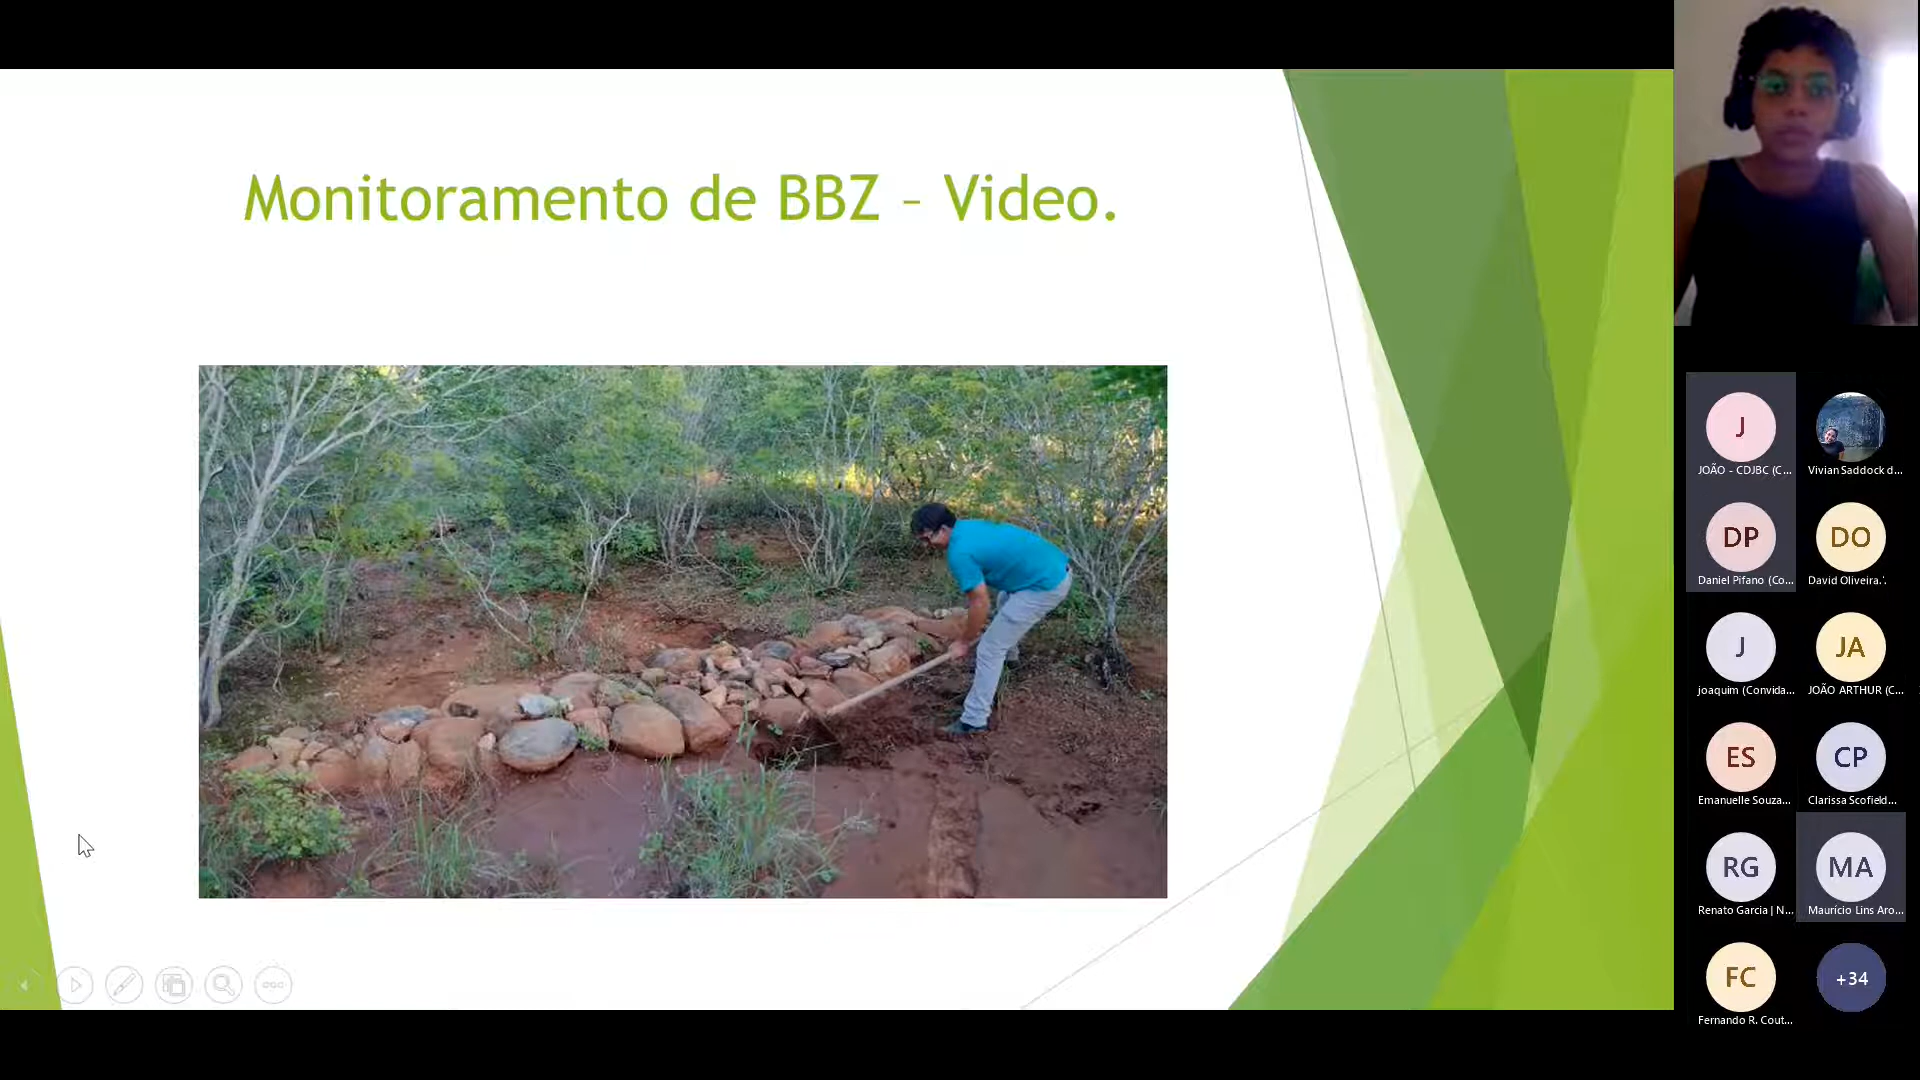 Monitoramento de BBZ – Video.
J
JOÃO - CDJBC (C...
Vivian Saddock d...
DP
Daniel Pifano (Co...
DO
David Oliveira.'.
J
joaquim (Convida...
JA
JOÃO ARTHUR (C...
ES
Emanuelle Souza...
CP
Clarissa Scofield...
RG
Renato Garcia | N...
MA
Maurício Lins Aro...
FC
Fernando R. Cout...
+34